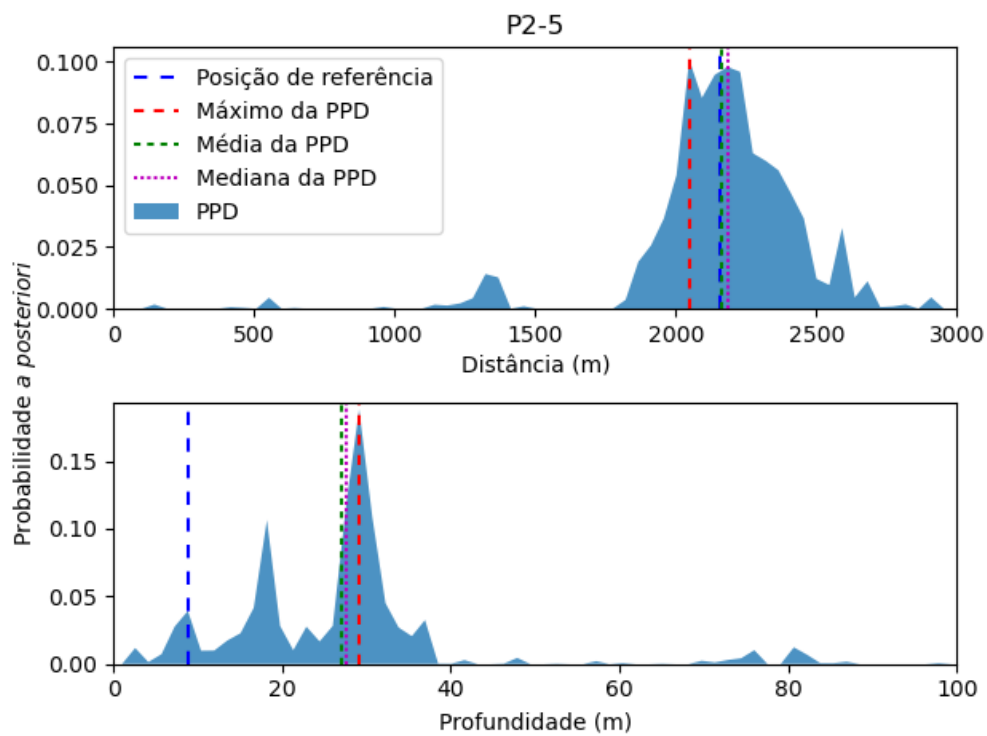 P2-5
0.100
0.075
0.050
0.025
0.000
Posição de referência
Máximo da PPD
Média da PPD
Mediana da PPD
PPD
0 500 1000 1500 2000 2500 3000
Distância (m)
Probabilidade a posteriori
0.15
0.10
0.05
0.00
0 20 40 60 80 100
Profundidade (m)